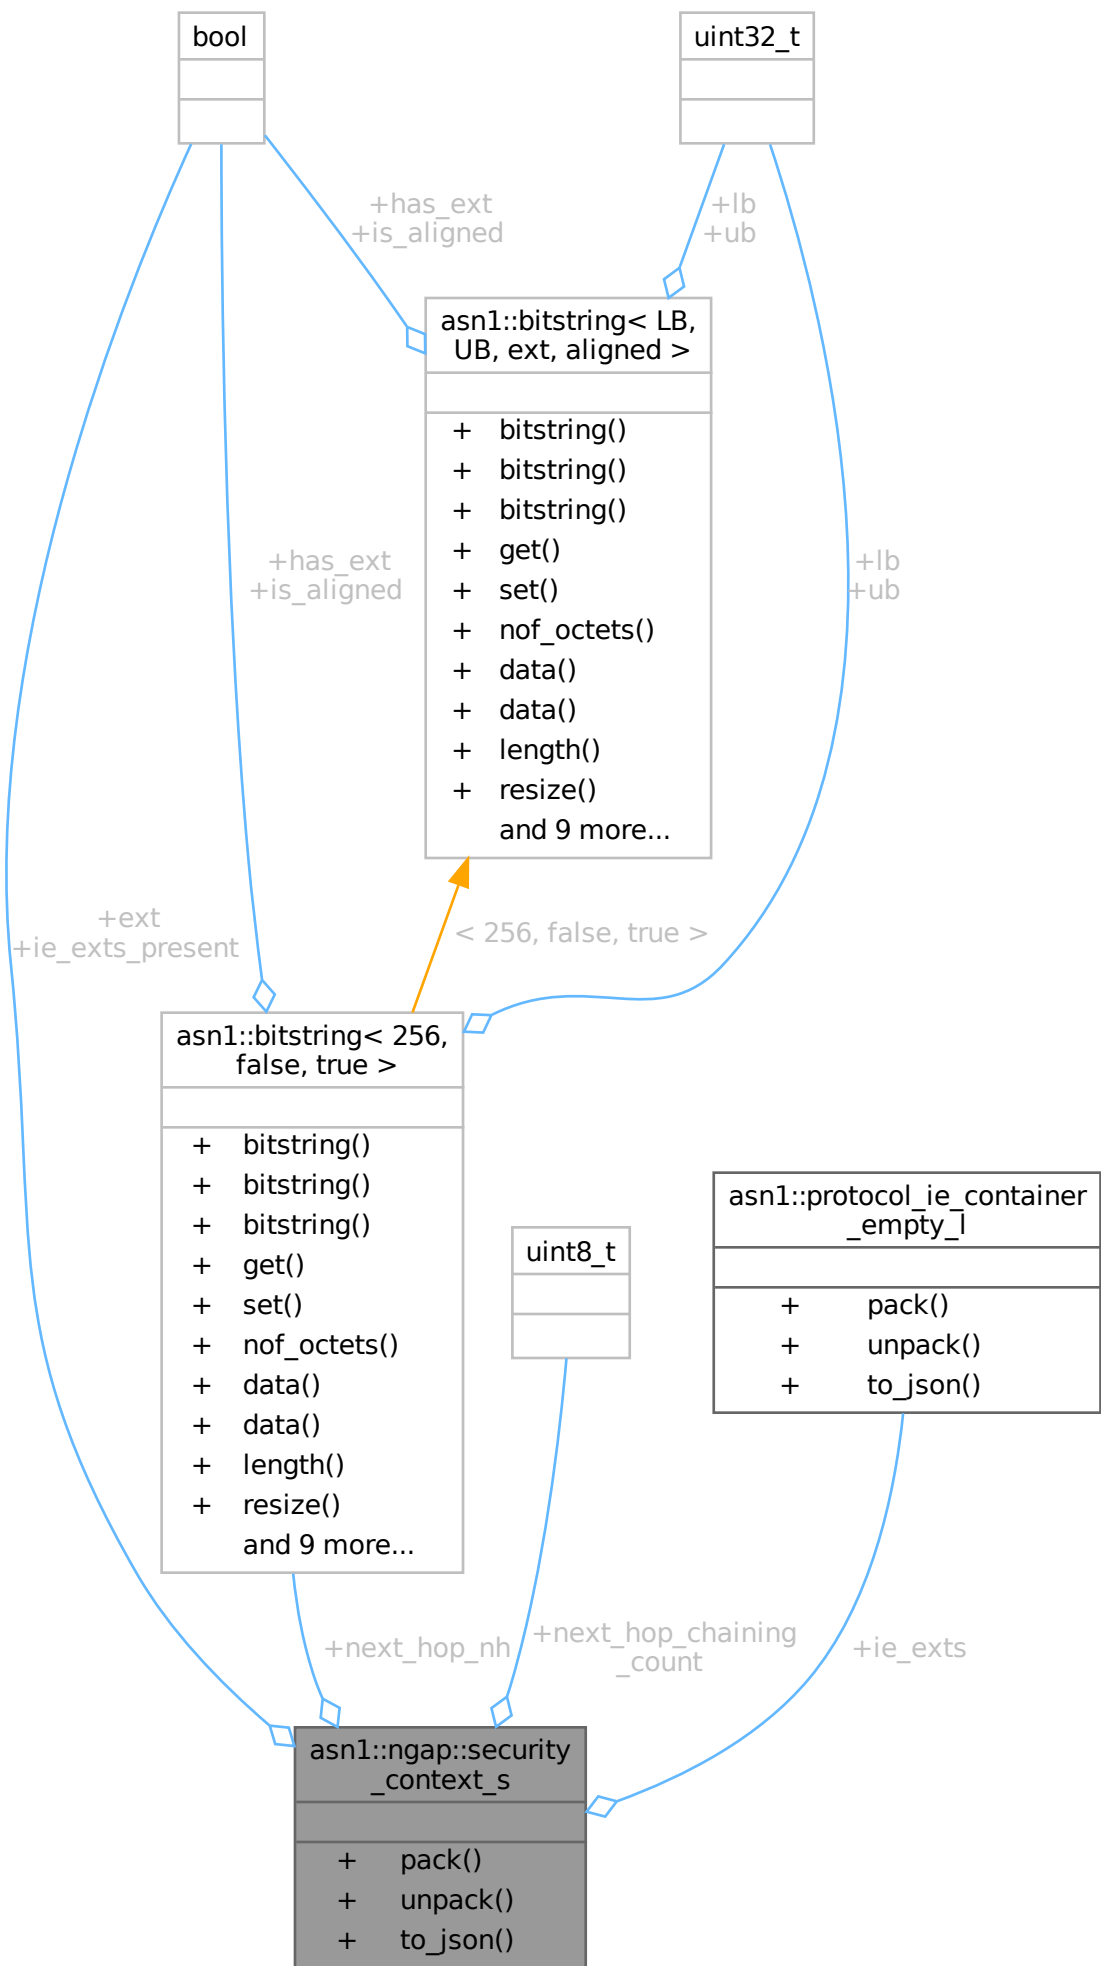 bool
uint32_t
+has_ext
+is_aligned
+lb
+ub
asn1::bitstring< LB,
UB, ext, aligned >
+ bitstring()
+ bitstring()
+ bitstring()
+ get()
+ set()
+ nof_octets()
+ data()
+ data()
+ length()
+ resize()
and 9 more...
+has_ext
+is_aligned
+lb
+ub
+ext
+ie_exts_present
< 256, false, true >
asn1::bitstring< 256,
false, true >
+ bitstring()
+ bitstring()
+ bitstring()
+ get()
+ set()
+ nof_octets()
+ data()
+ data()
+ length()
+ resize()
and 9 more...
uint8_t
asn1::protocol_ie_container
_empty_l
+ pack()
+ unpack()
+ to_json()
+next_hop_nh
+next_hop_chaining
_count
+ie_exts
asn1::ngap::security
_context_s
+ pack()
+ unpack()
+ to_json()